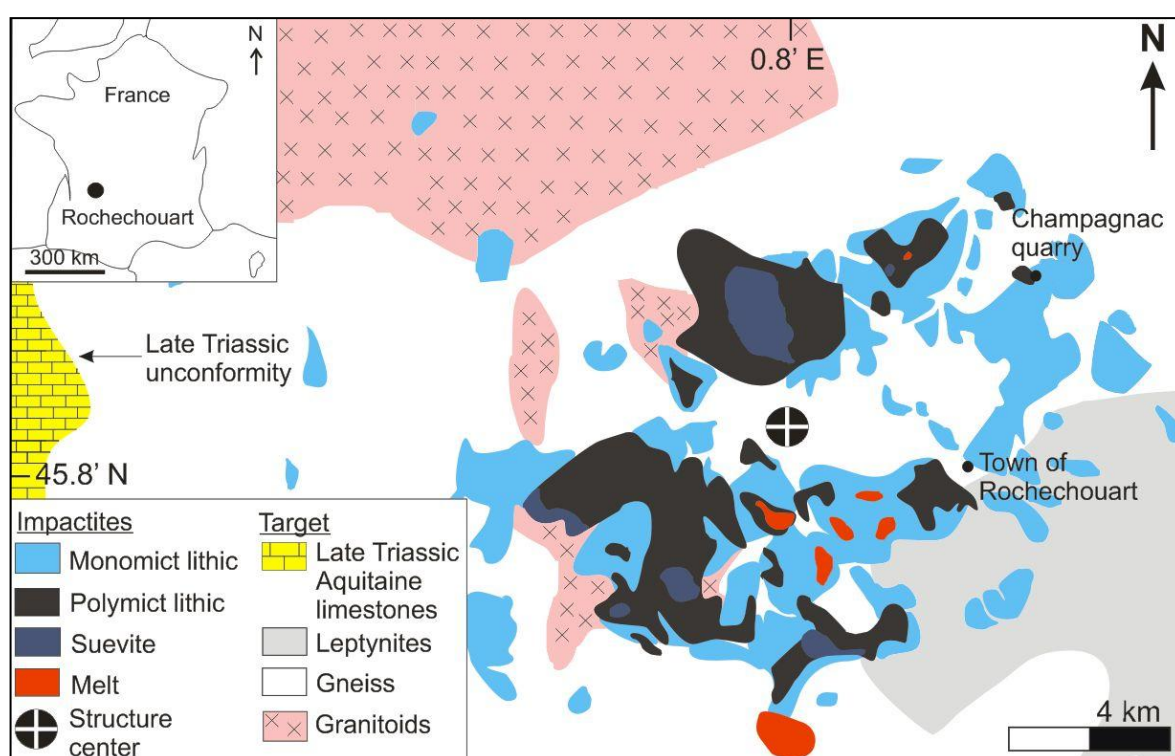 N
France
Rochechouart
300 km
0.8' E
N
Champagnac
quarry
Late Triassic
unconformity
45.8' N
Town of
Rochechouart
Impactites
Monomict lithic
Polymict lithic
Suevite
Melt
Structure
center
Target
Late Triassic
Aquitaine
limestones
Leptynites
Gneiss
Granitoids
4 km